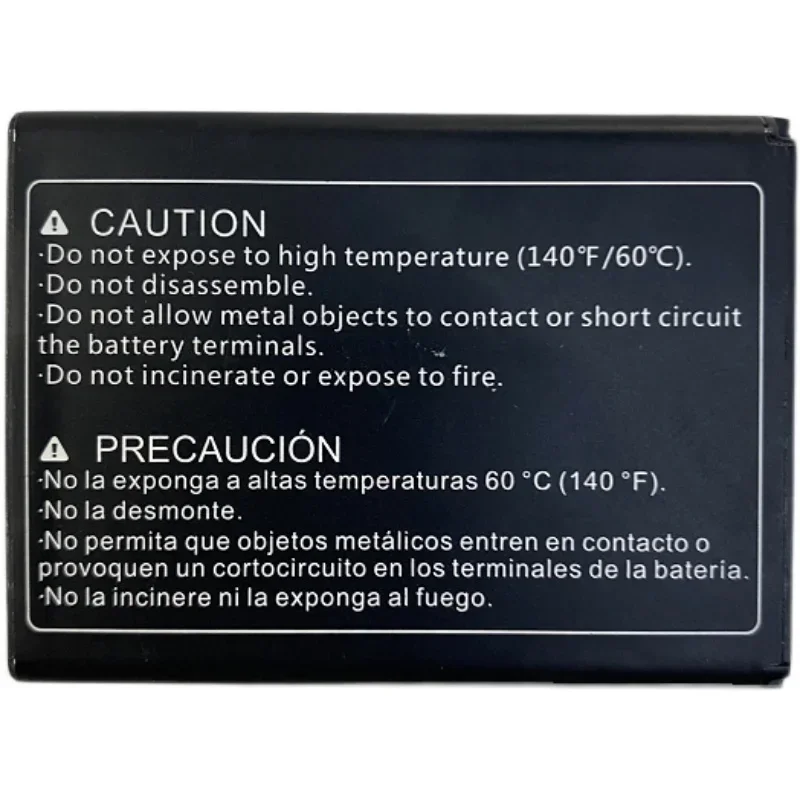 ⚠ CAUTION
·Do not expose to high temperature (140°F/60℃).
·Do not disassemble.
·Do not allow metal objects to contact or short circuit
the battery terminals.
·Do not incinerate or expose to fire.
⚠ PRECAUCIÓN
·No la exponga a altas temperaturas 60 °C (140 °F).
·No la desmonte.
·No permita que objetos metálicos entren en contacto o
provoquen un cortocircuito en los terminales de la bateria.
·No la incinere ni la exponga al fuego.